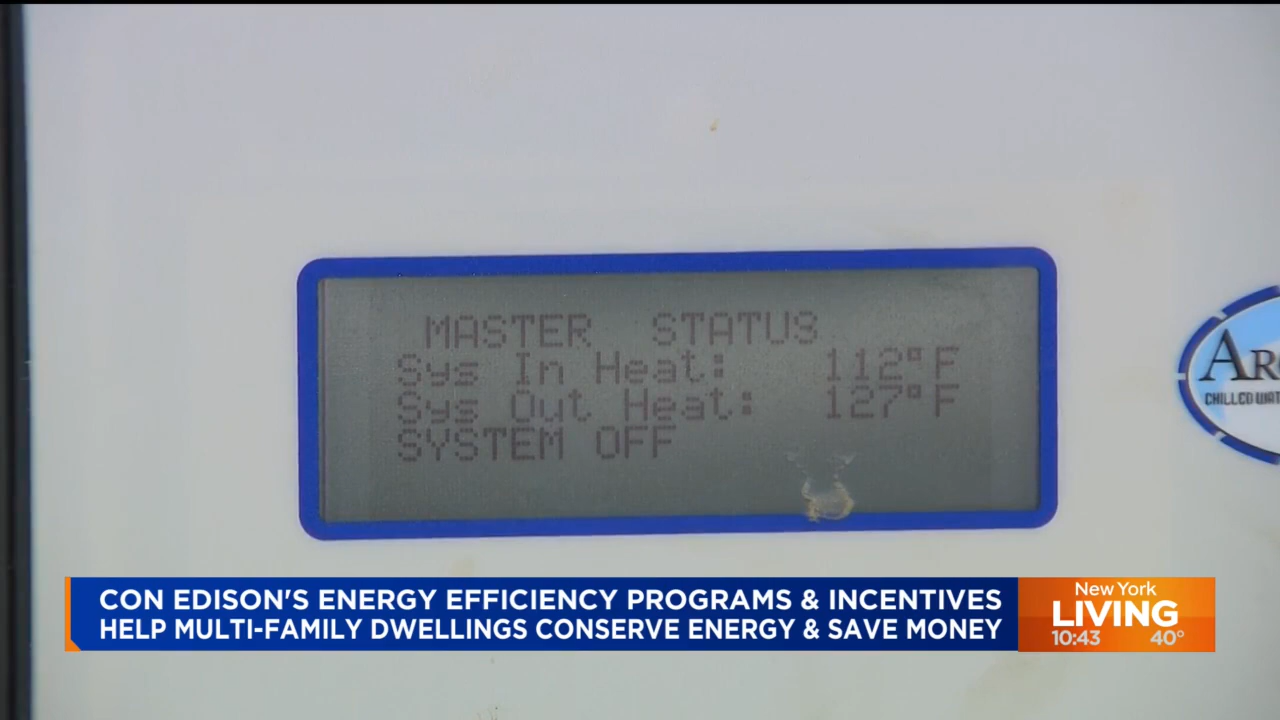 MASTER STATUS
Sys In Heat: 112°F
Sys Out Heat: 127°F
SYSTEM OFF
CON EDISON'S ENERGY EFFICIENCY PROGRAMS & INCENTIVES
HELP MULTI-FAMILY DWELLINGS CONSERVE ENERGY & SAVE MONEY
New York
LIVING
10:43 40°